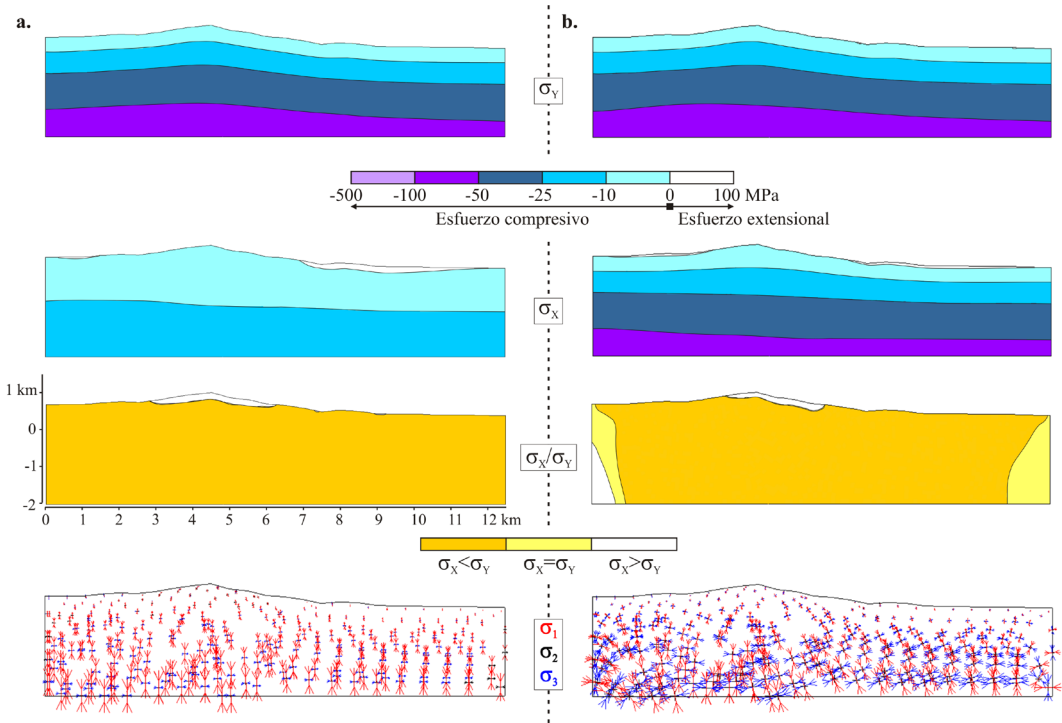 a. b.
σY
-500 -100 -50 -25 -10 0 100 MPa
Esfuerzo compresivo Esfuerzo extensional
σX
1 km
0
-1
-2
σX/σY
0 1 2 3 4 5 6 7 8 9 10 11 12 km
σX<σY σX=σY σX>σY
σ1
σ2
σ3